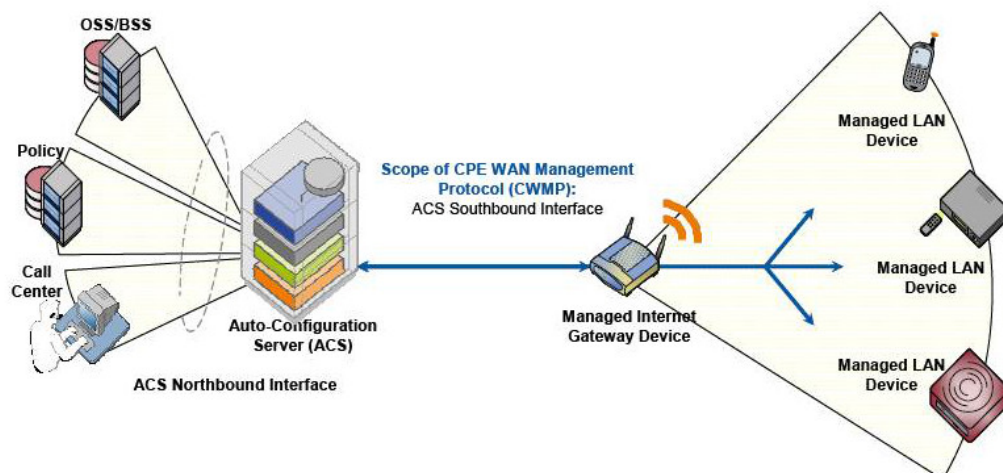 OSS/BSS
Policy
Call
Center
ACS Northbound Interface
Auto-Configuration
Server (ACS)
Scope of CPE WAN Management
Protocol (CWMP):
ACS Southbound Interface
Managed Internet
Gateway Device
Managed LAN
Device
Managed LAN
Device
Managed LAN
Device